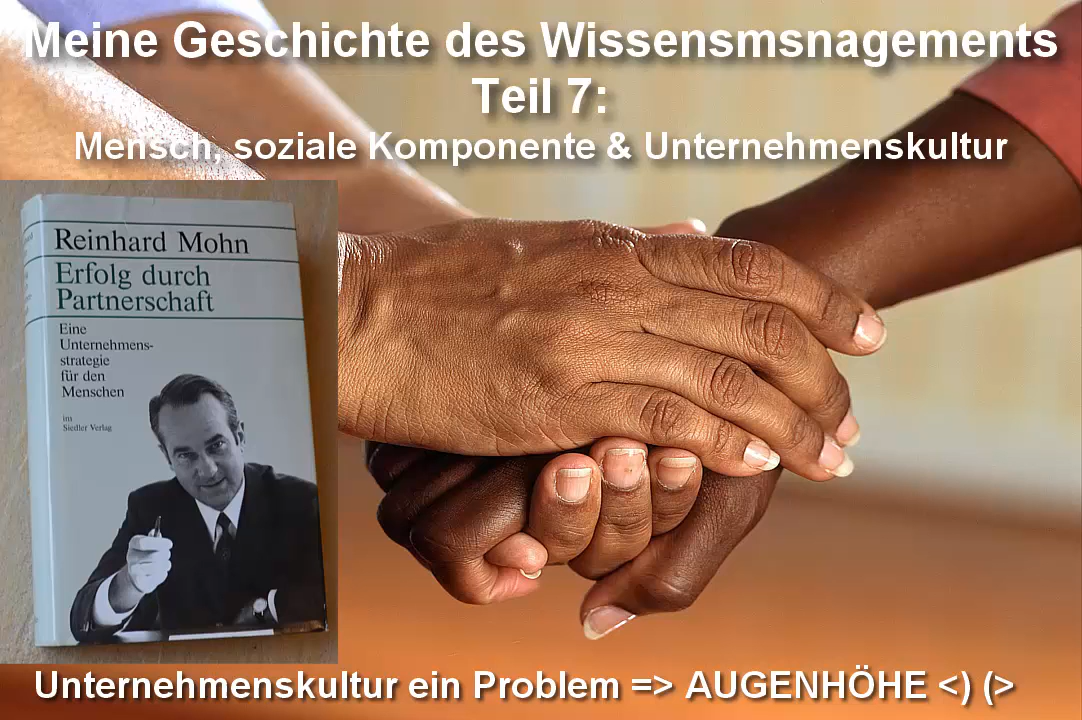 Meine Geschichte des Wissensmsnagements
Teil 7:
Mensch, soziale Komponente & Unternehmenskultur
Reinhard Mohn
Erfolg durch
Partnerschaft
Eine
Unternehmens-
strategie
für den
Menschen
im
Siedler Verlag
Unternehmenskultur ein Problem => AUGENHÖHE <) (>